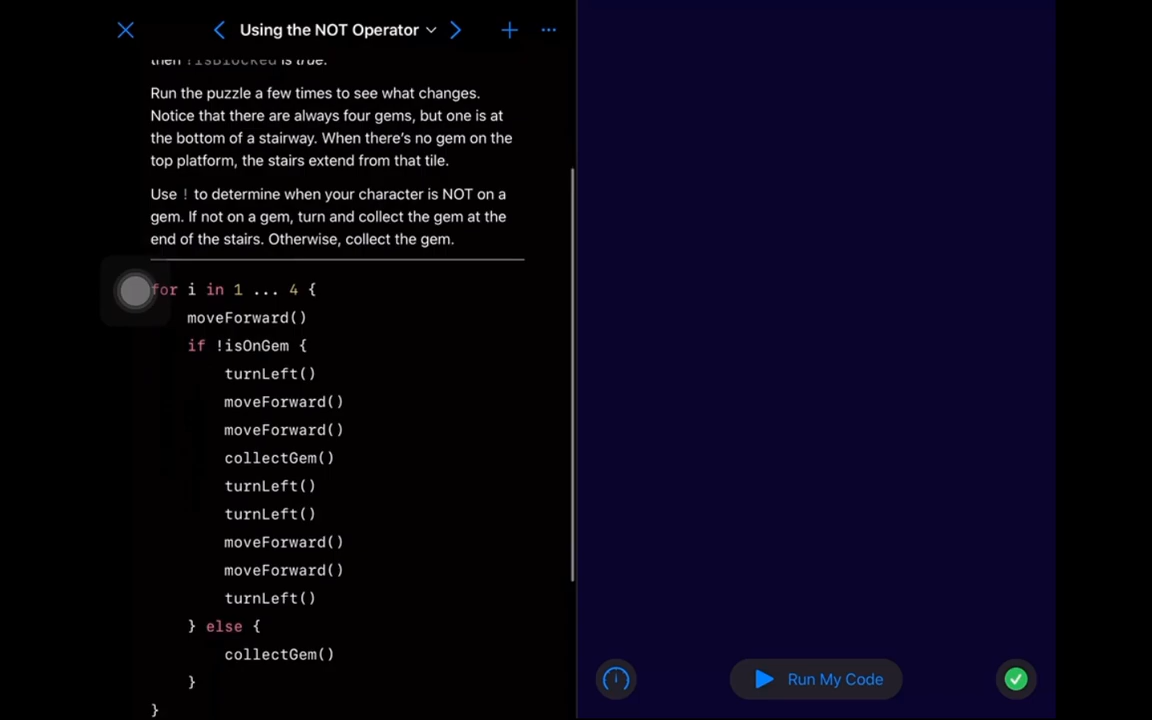 Using the NOT Operator
then !isBlocked is true.
Run the puzzle a few times to see what changes.
Notice that there are always four gems, but one is at
the bottom of a stairway. When there's no gem on the
top platform, the stairs extend from that tile.
Use ! to determine when your character is NOT on a
gem. If not on a gem, turn and collect the gem at the
end of the stairs. Otherwise, collect the gem.
for i in 1 ... 4 {
moveForward()
if !isOnGem {
turnLeft()
moveForward()
moveForward()
collectGem()
turnLeft()
turnLeft()
moveForward()
moveForward()
turnLeft()
} else {
collectGem()
}
}
Run My Code